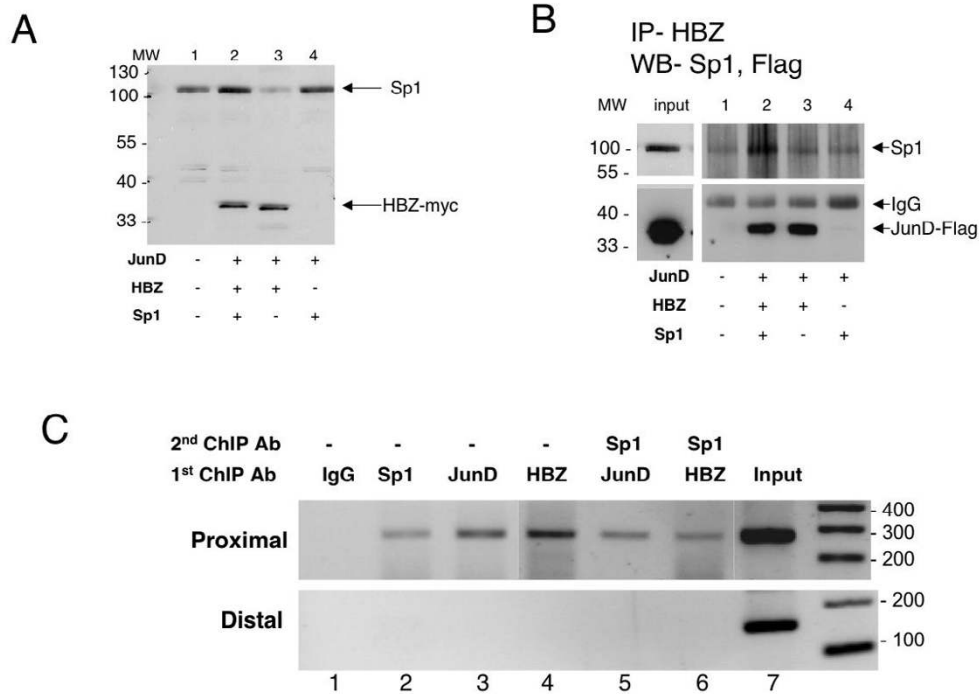 A
MW 1 2 3 4
130 -
100 -
55 -
40 -
33 -
Sp1
HBZ-myc
JunD - + + +
HBZ - + + -
Sp1 - + - +
B
IP- HBZ
WB- Sp1, Flag
MW input 1 2 3 4
100 -
55 -
40 -
33 -
Sp1
IgG
JunD-Flag
JunD - + + +
HBZ - + + -
Sp1 - + - +
C
2nd ChIP Ab - - - - Sp1 Sp1
1st ChIP Ab IgG Sp1 JunD HBZ JunD HBZ Input
Proximal
- 400
- 300
- 200
Distal
- 200
- 100
1 2 3 4 5 6 7